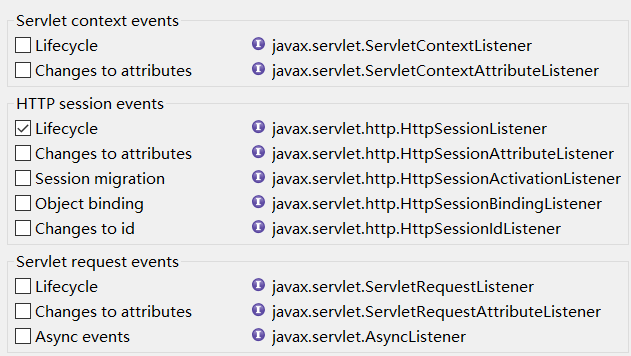 Servlet context events
Lifecycle javax.servlet.ServletContextListener
Changes to attributes javax.servlet.ServletContextAttributeListener
HTTP session events
Lifecycle javax.servlet.http.HttpSessionListener
Changes to attributes javax.servlet.http.HttpSessionAttributeListener
Session migration javax.servlet.http.HttpSessionActivationListener
Object binding javax.servlet.http.HttpSessionBindingListener
Changes to id javax.servlet.http.HttpSessionIdListener
Servlet request events
Lifecycle javax.servlet.ServletRequestListener
Changes to attributes javax.servlet.ServletRequestAttributeListener
Async events javax.servlet.AsyncListener